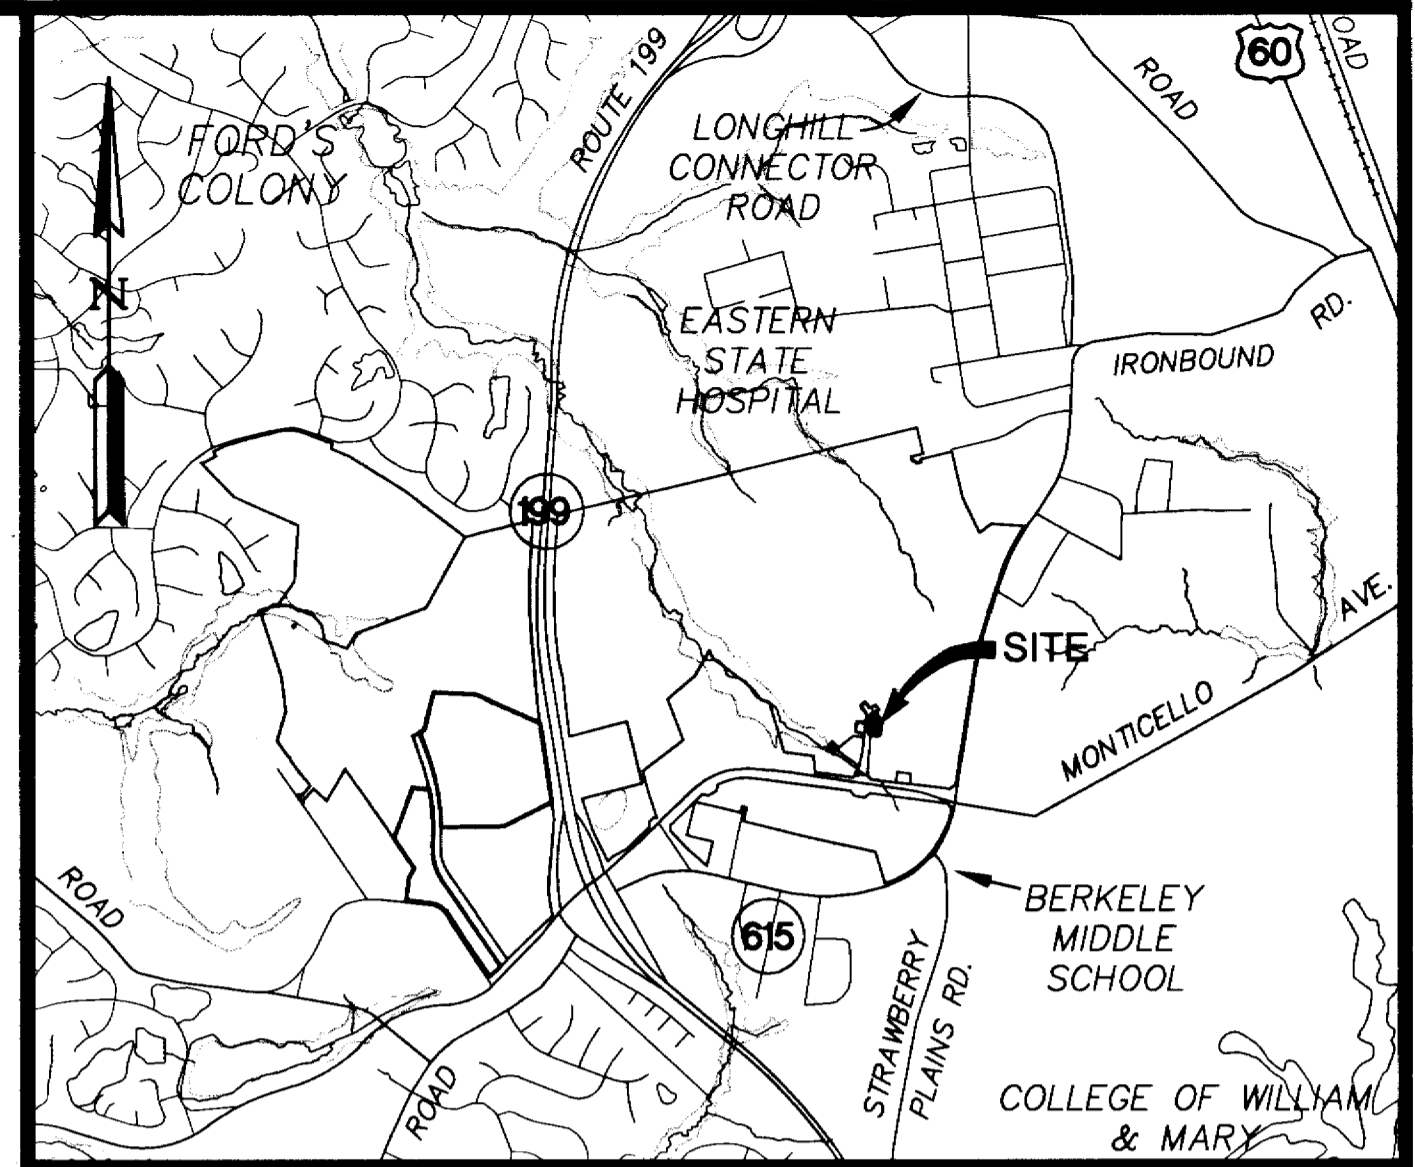 60
OAD
ROAD
ROUTE 199
FORD'S
COLONY
LONGHILL
CONNECTOR
ROAD
N
EASTERN
STATE
HOSPITAL
RD.
IRONBOUND
199
AVE.
SITE
MONTICELLO
ROAD
BERKELEY
MIDDLE
SCHOOL
615
STRAWBERRY
PLAINS RD.
ROAD
COLLEGE OF WILLIAM
& MARY